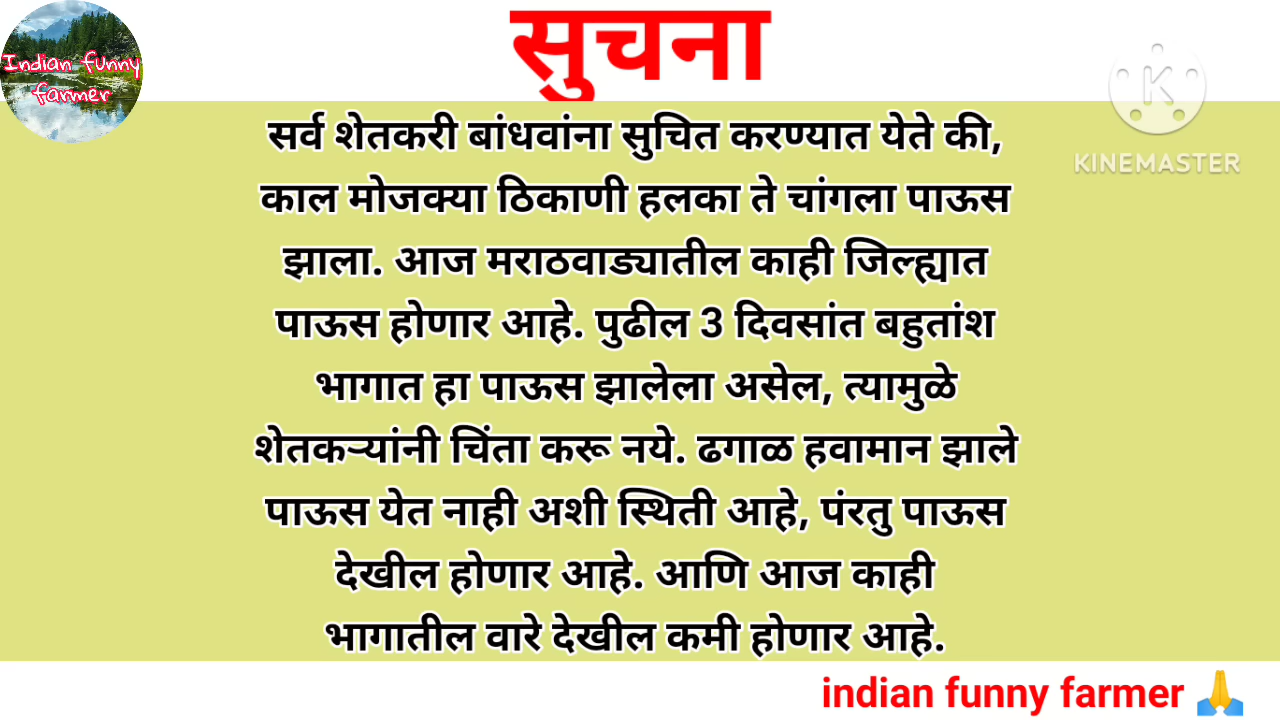 सुचना
Indian funny
farmer
KINEMASTER
सर्व शेतकरी बांधवांना सुचित करण्यात येते की,
काल मोजक्या ठिकाणी हलका ते चांगला पाऊस
झाला. आज मराठवाड्यातील काही जिल्ह्यात
पाऊस होणार आहे. पुढील 3 दिवसांत बहुतांश
भागात हा पाऊस झालेला असेल, त्यामुळे
शेतकऱ्यांनी चिंता करू नये. ढगाळ हवामान झाले
पाऊस येत नाही अशी स्थिती आहे, पंरतु पाऊस
देखील होणार आहे. आणि आज काही
भागातील वारे देखील कमी होणार आहे.
indian funny farmer 🙏